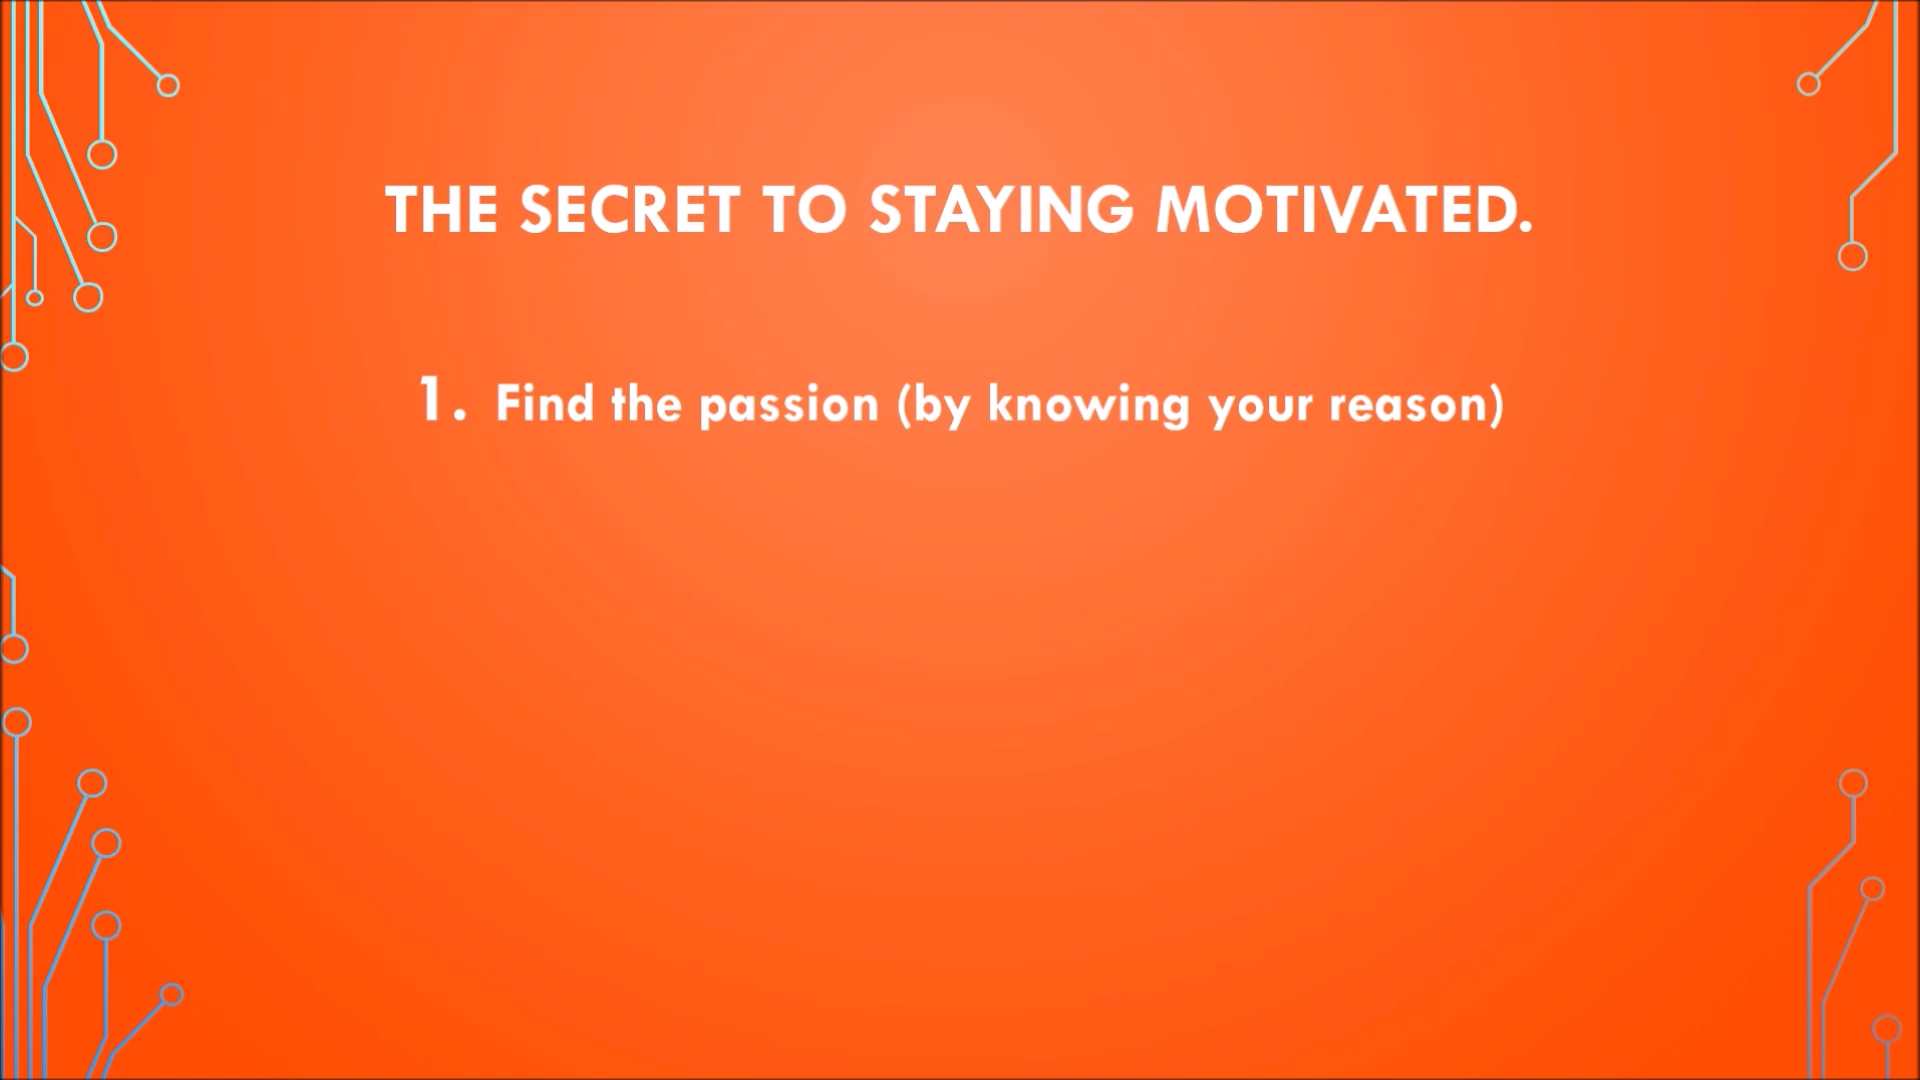 THE SECRET TO STAYING MOTIVATED.
1. Find the passion (by knowing your reason)